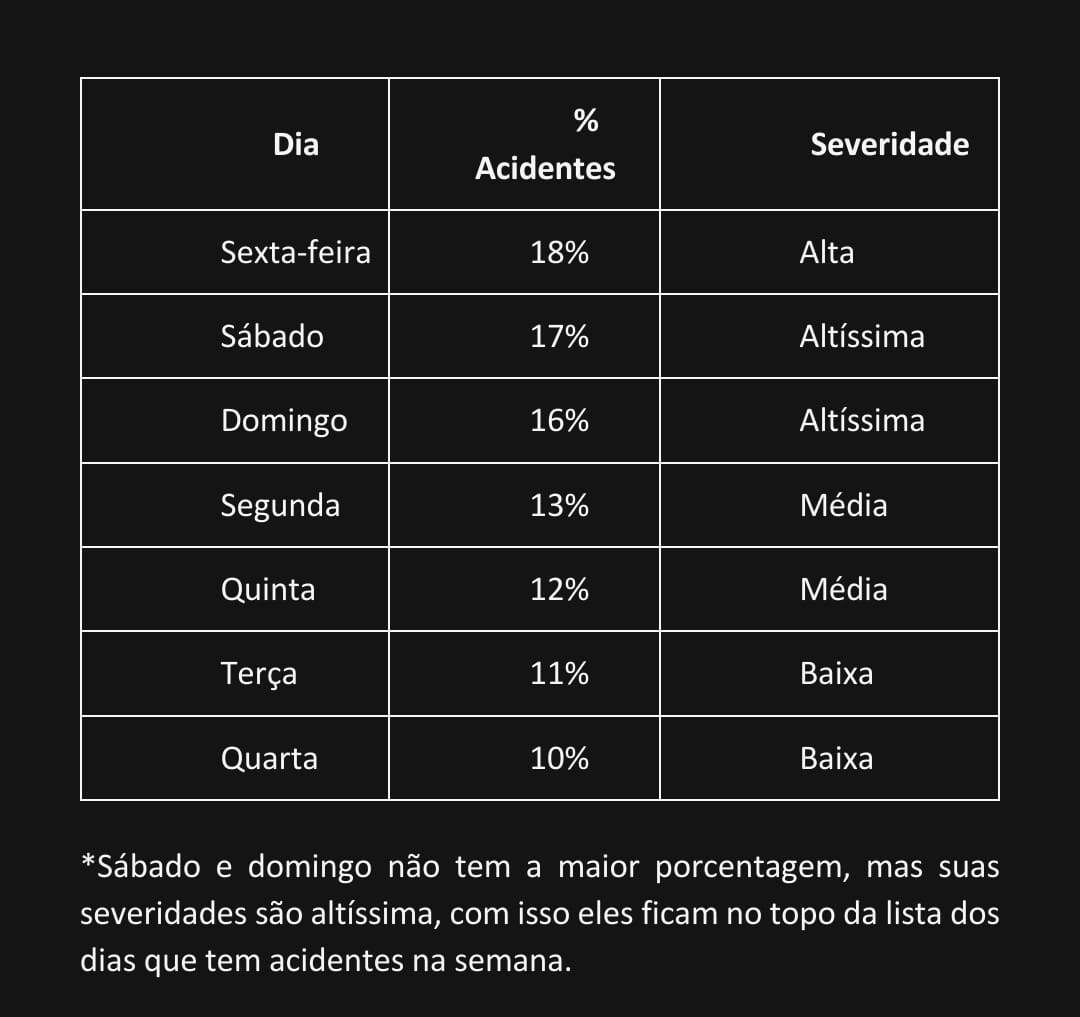 Dia % Acidentes Severidade
Sexta-feira 18% Alta
Sábado 17% Altíssima
Domingo 16% Altíssima
Segunda 13% Média
Quinta 12% Média
Terça 11% Baixa
Quarta 10% Baixa
*Sábado e domingo não tem a maior porcentagem, mas suas
severidades são altíssima, com isso eles ficam no topo da lista dos
dias que tem acidentes na semana.